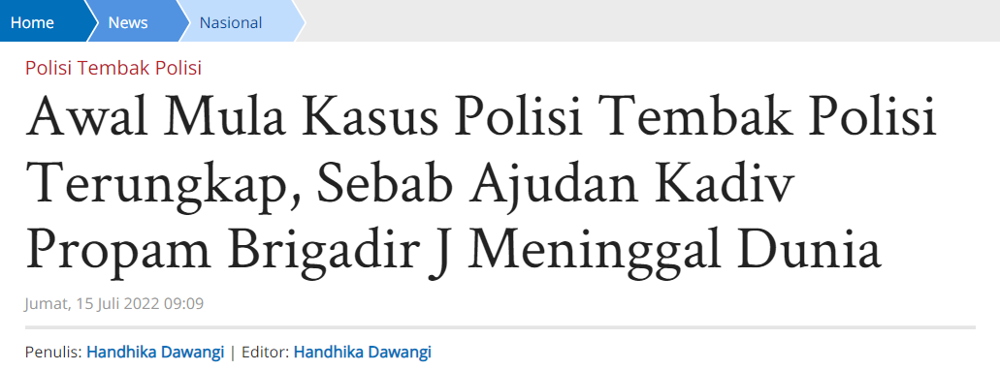 Home News Nasional
Polisi Tembak Polisi
Awal Mula Kasus Polisi Tembak Polisi
Terungkap, Sebab Ajudan Kadiv
Propam Brigadir J Meninggal Dunia
Jumat, 15 Juli 2022 09:09
Penulis: Handhika Dawangi | Editor: Handhika Dawangi